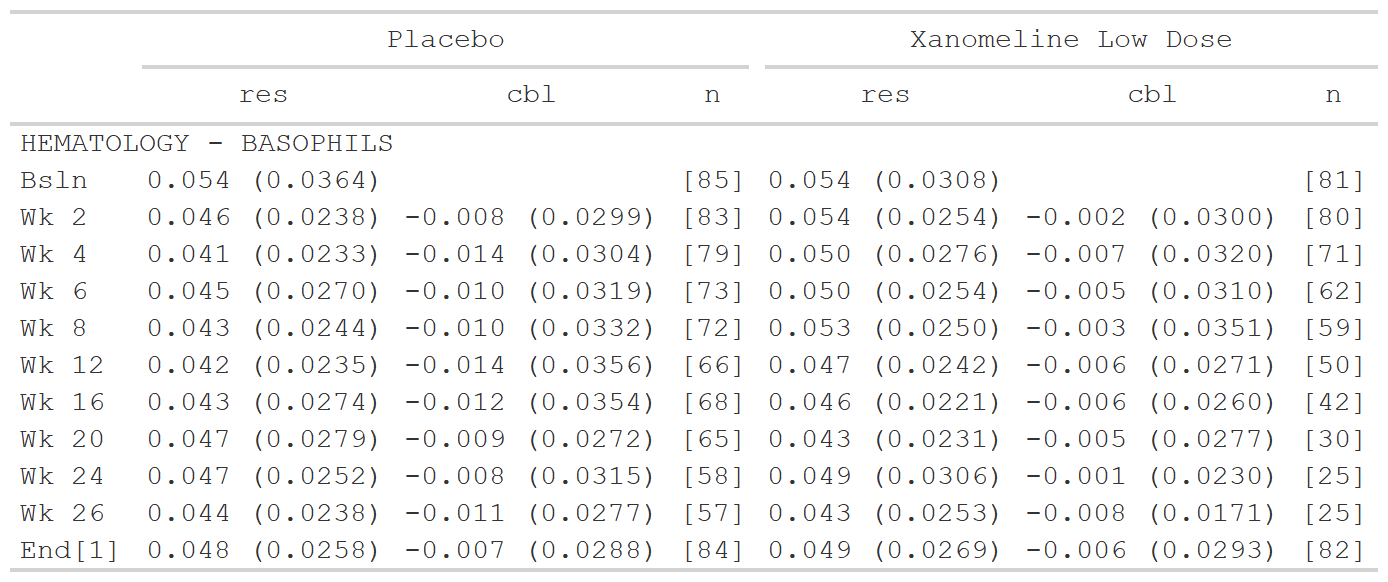 Placebo Xanomeline Low Dose
res cbl n res cbl n
HEMATOLOGY - BASOPHILS
Bsln 0.054 (0.0364) [85] 0.054 (0.0308) [81]
Wk 2 0.046 (0.0238) -0.008 (0.0299) [83] 0.054 (0.0254) -0.002 (0.0300) [80]
Wk 4 0.041 (0.0233) -0.014 (0.0304) [79] 0.050 (0.0276) -0.007 (0.0320) [71]
Wk 6 0.045 (0.0270) -0.010 (0.0319) [73] 0.050 (0.0254) -0.005 (0.0310) [62]
Wk 8 0.043 (0.0244) -0.010 (0.0332) [72] 0.053 (0.0250) -0.003 (0.0351) [59]
Wk 12 0.042 (0.0235) -0.014 (0.0356) [66] 0.047 (0.0242) -0.006 (0.0271) [50]
Wk 16 0.043 (0.0274) -0.012 (0.0354) [68] 0.046 (0.0221) -0.006 (0.0260) [42]
Wk 20 0.047 (0.0279) -0.009 (0.0272) [65] 0.043 (0.0231) -0.005 (0.0277) [30]
Wk 24 0.047 (0.0252) -0.008 (0.0315) [58] 0.049 (0.0306) -0.001 (0.0230) [25]
Wk 26 0.044 (0.0238) -0.011 (0.0277) [57] 0.043 (0.0253) -0.008 (0.0171) [25]
End[1] 0.048 (0.0258) -0.007 (0.0288) [84] 0.049 (0.0269) -0.006 (0.0293) [82]